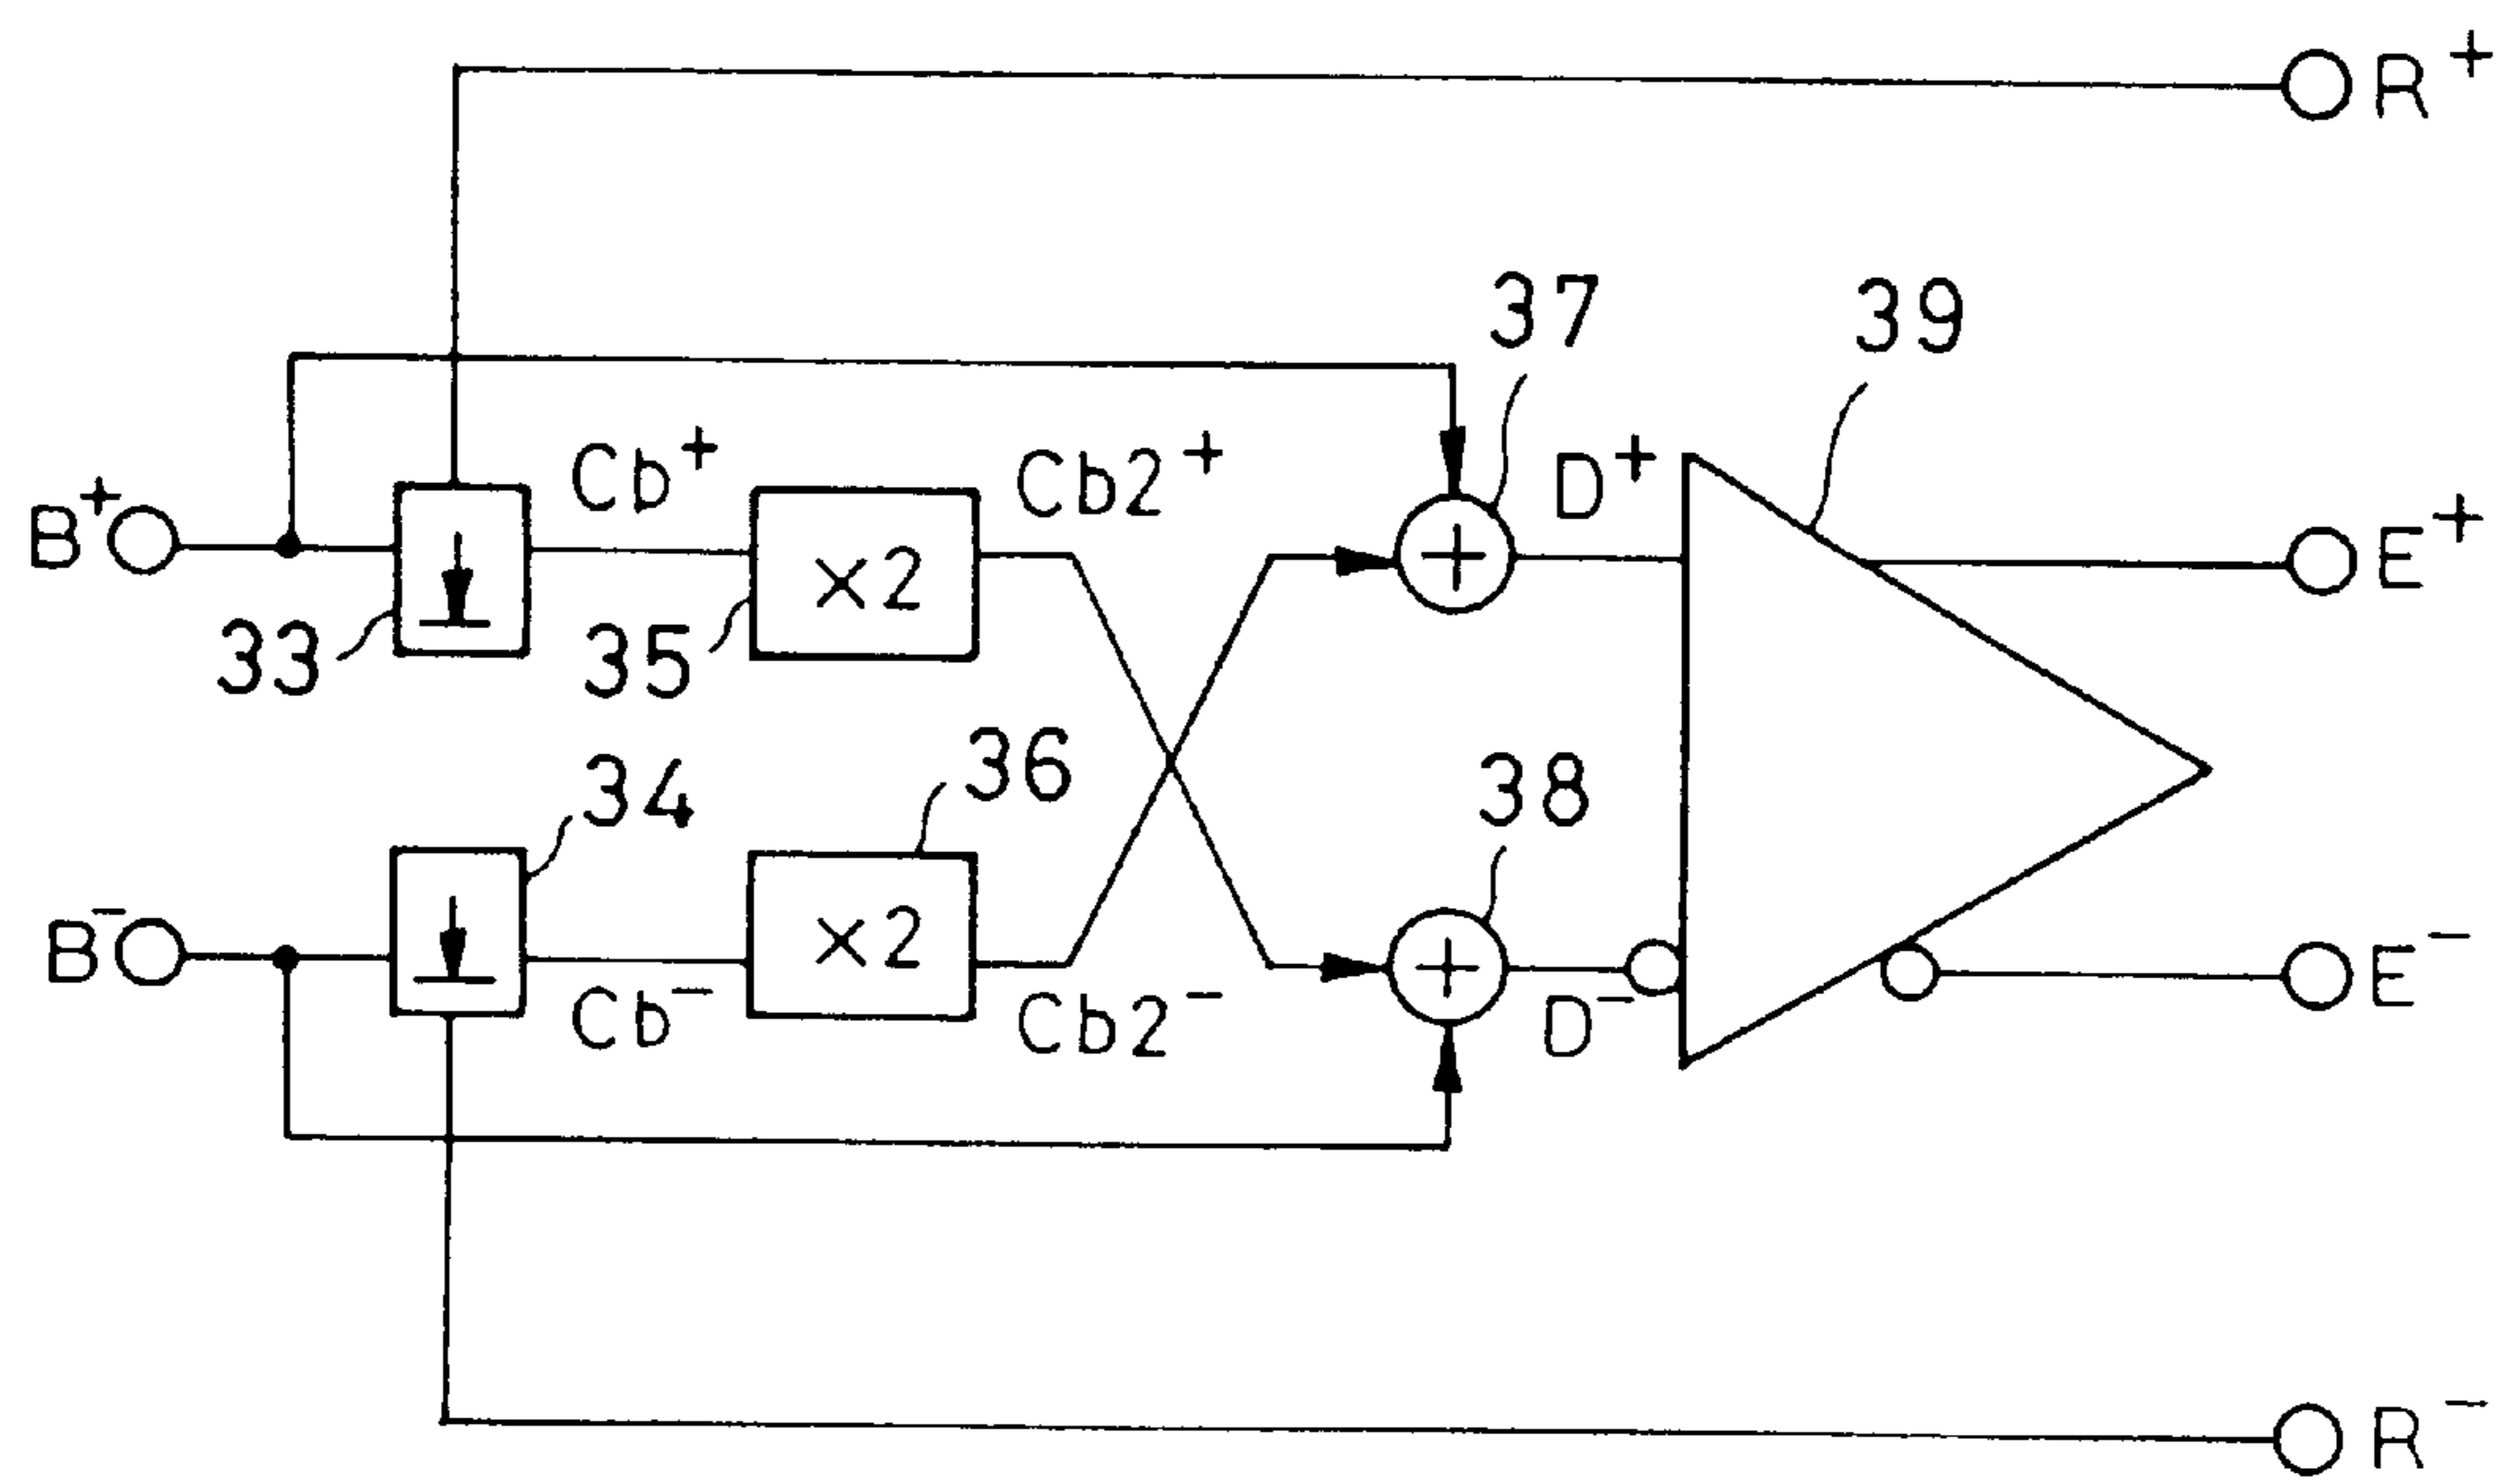 R+
37
39
Cb+
Cb2+
D+
B+
E+
×2
33
35
36
34
38
B-
×2
E-
Cb-
Cb2-
D-
R-